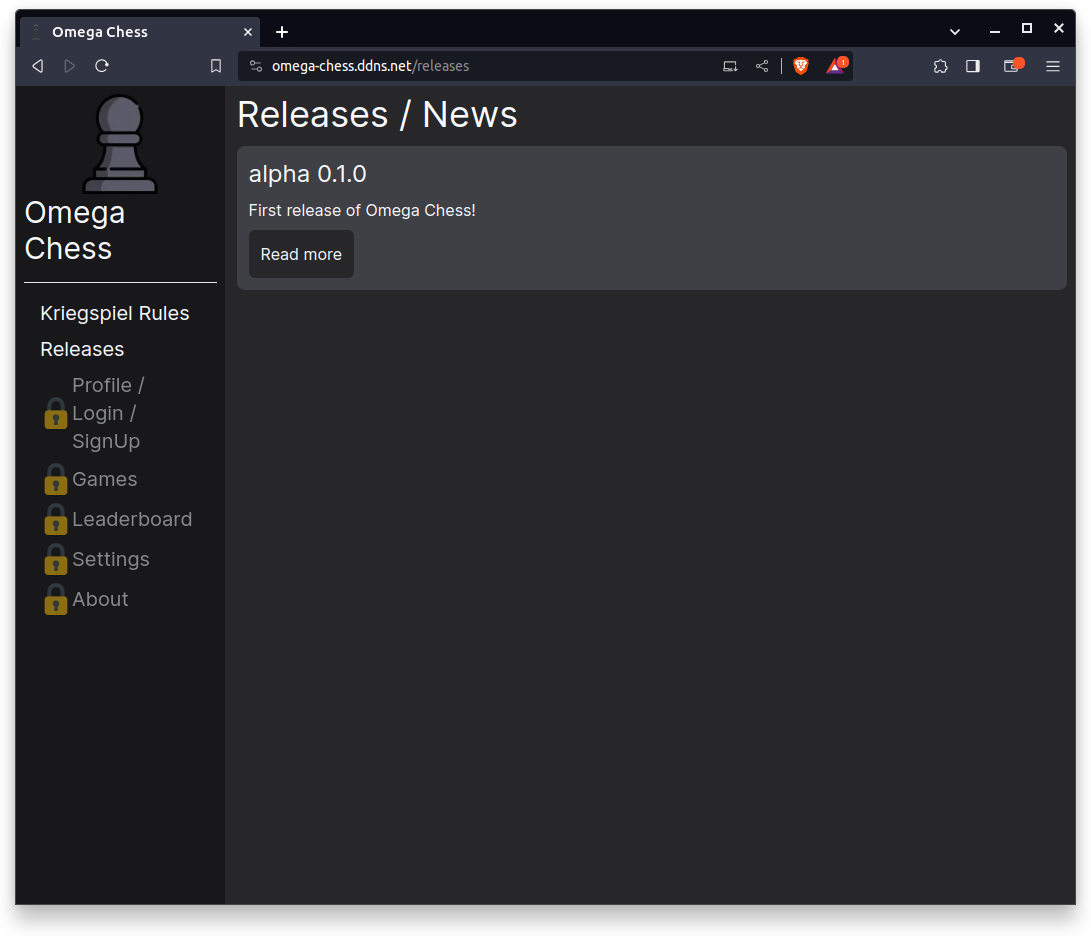 Omega Chess
omega-chess.ddns.net/releases
1
Omega
Chess
Kriegspiel Rules
Releases
Profile /
Login /
SignUp
Games
Leaderboard
Settings
About
Releases / News
alpha 0.1.0
First release of Omega Chess!
Read more